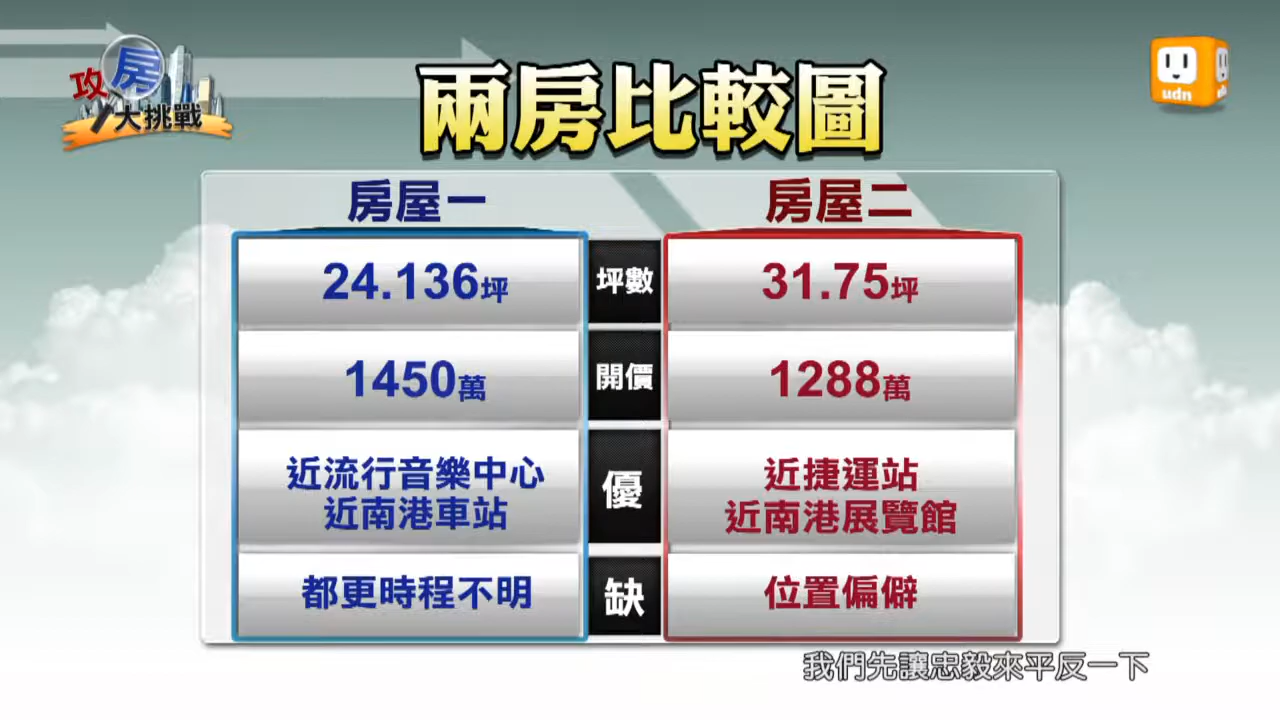 攻房大挑戰
兩房比較圖
udn
房屋一
房屋二
24.136坪
坪數
31.75坪
1450萬
開價
1288萬
近流行音樂中心
近南港車站
優
近捷運站
近南港展覽館
都更時程不明
缺
位置偏僻
我們先讓忠毅來平反一下